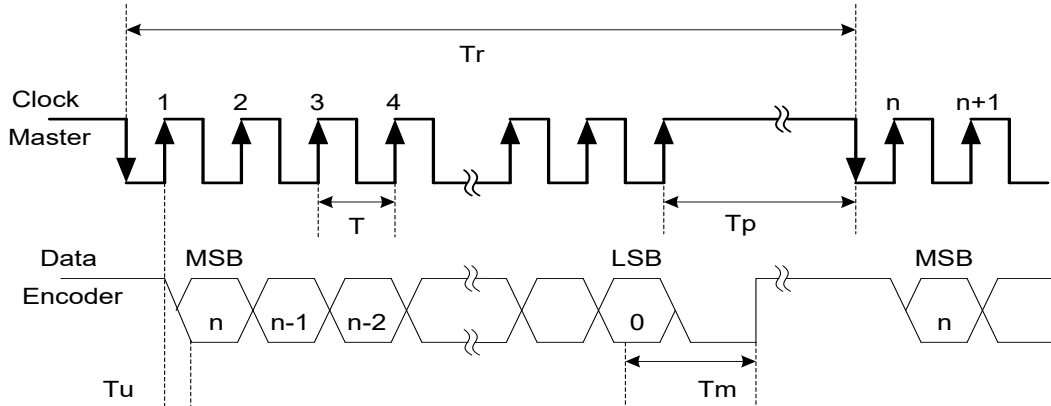 Tr
Clock
Master
1 2 3 4 n n+1
T
Tp
Data
Encoder
MSB LSB MSB
n n-1 n-2 0 n
Tu
Tm